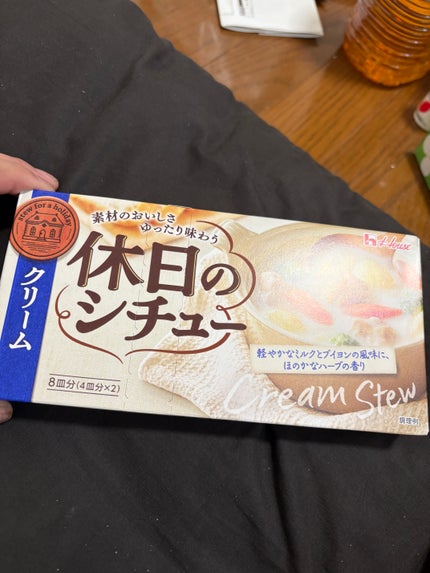 stew for a holiday
クリーム
素材のおいしさ
ゆったり味わう
休日の
シチュー
8皿分(4皿分×2)
House
軽やかなミルクとブイヨンの風味に、
ほのかなハーブの香り
Cream Stew
調理例